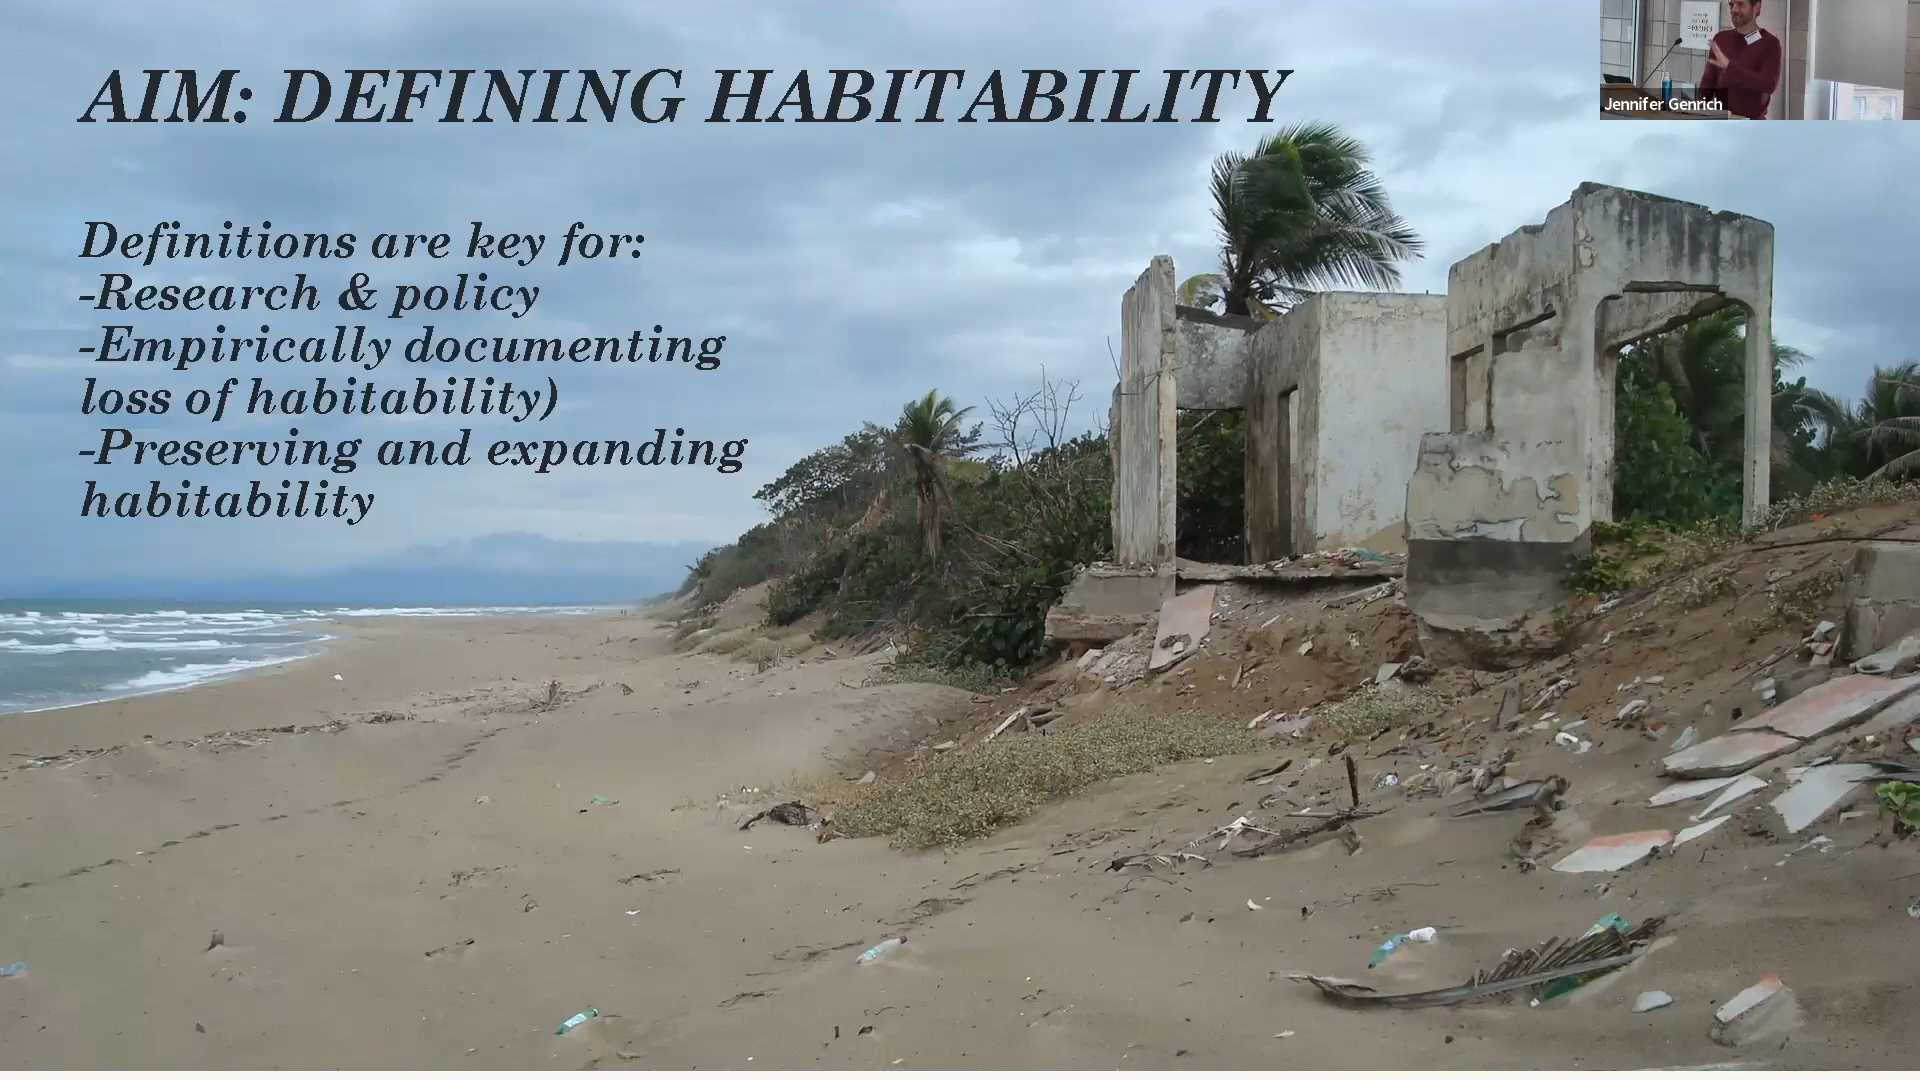 AIM: DEFINING HABITABILITY
Definitions are key for:
-Research & policy
-Empirically documenting
loss of habitability)
-Preserving and expanding
habitability
Jennifer Genrich